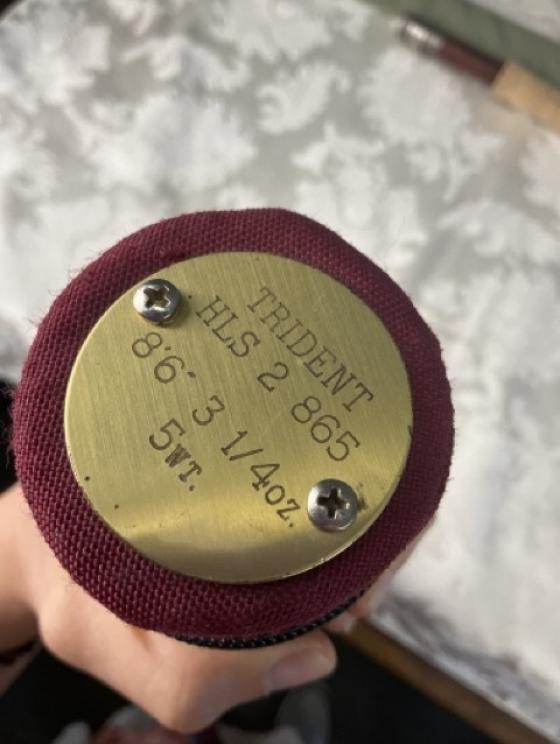 TRIDENT
HLS 2 865
8'6" 3 1/4oz.
5WT.